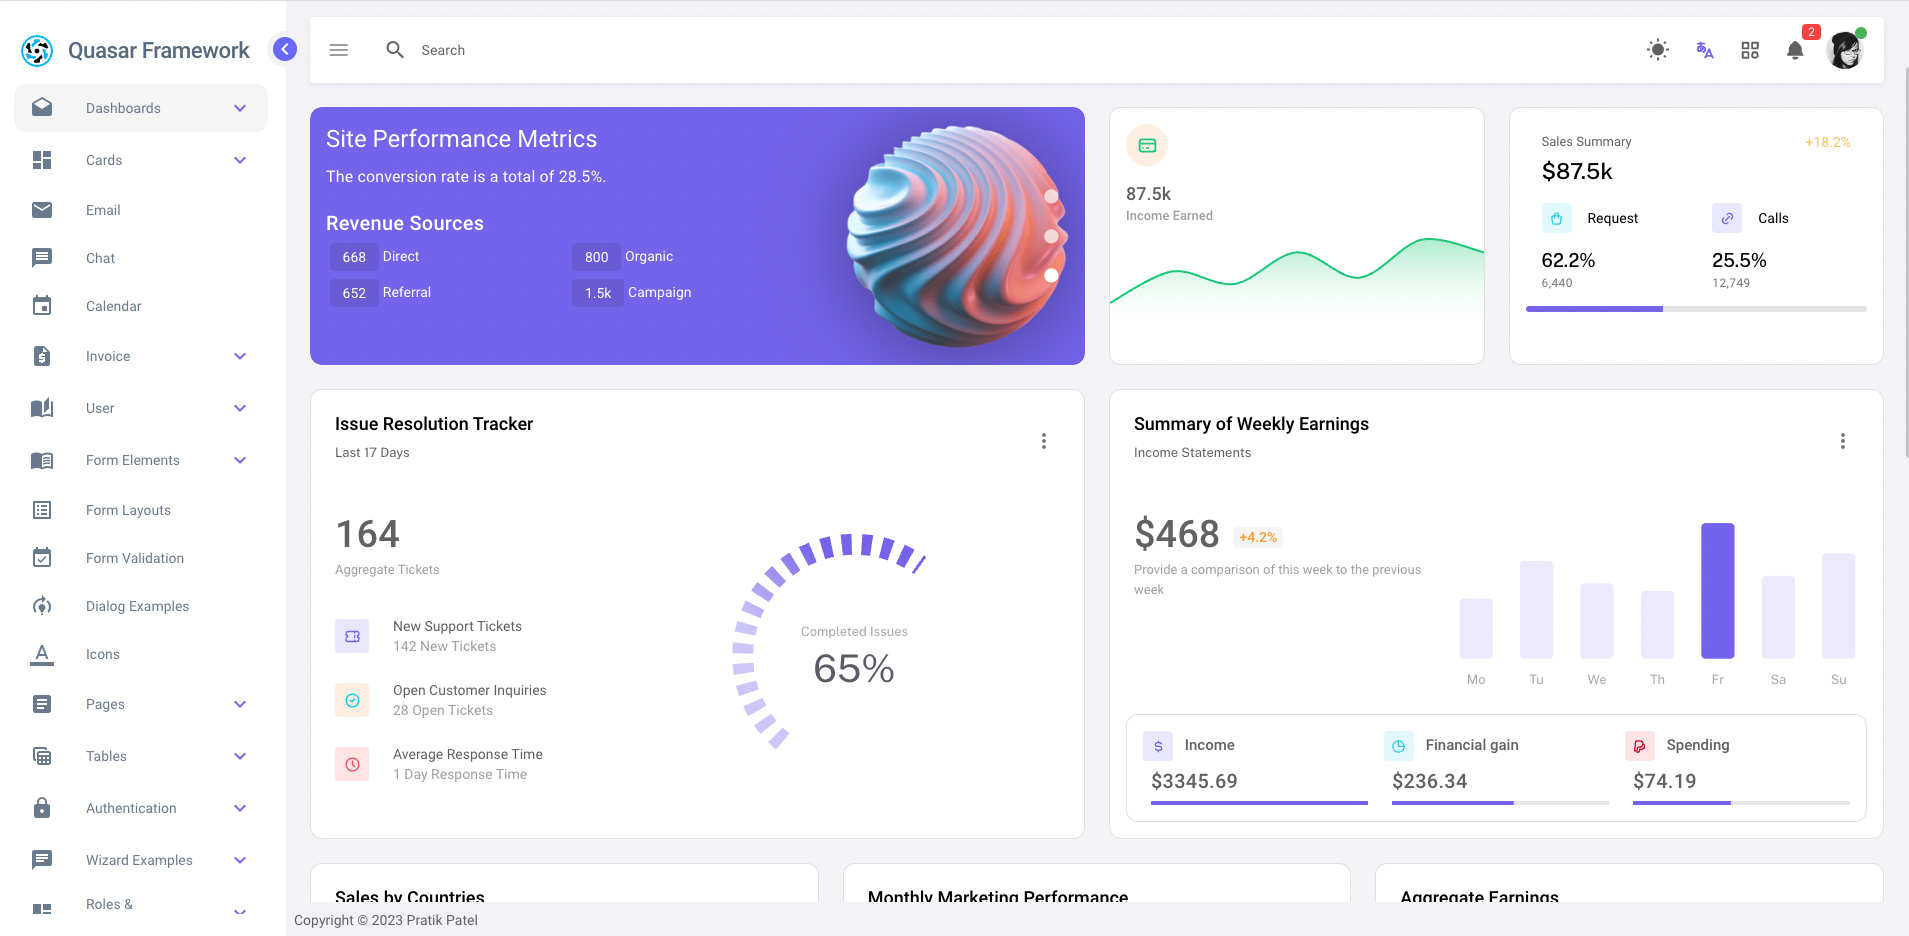 Quasar Framework
Dashboards
Cards
Email
Chat
Calendar
Invoice
User
Form Elements
Form Layouts
Form Validation
Dialog Examples
Icons
Pages
Tables
Authentication
Wizard Examples
Roles &
Search
2
Site Performance Metrics
The conversion rate is a total of 28.5%.
Revenue Sources
668 Direct
800 Organic
652 Referral
1.5k Campaign
87.5k
Income Earned
Sales Summary
+18.2%
$87.5k
Request
Calls
62.2%
25.5%
6,440
12,749
Issue Resolution Tracker
Last 17 Days
164
Aggregate Tickets
New Support Tickets
142 New Tickets
Open Customer Inquiries
28 Open Tickets
Average Response Time
1 Day Response Time
Completed Issues
65%
Summary of Weekly Earnings
Income Statements
$468 +4.2%
Provide a comparison of this week to the previous
week
Mo Tu We Th Fr Sa Su
Income
$3345.69
Financial gain
$236.34
Spending
$74.19
Sales by Countries
Monthly Marketing Performance
Aggregate Earnings
Copyright © 2023 Pratik Patel